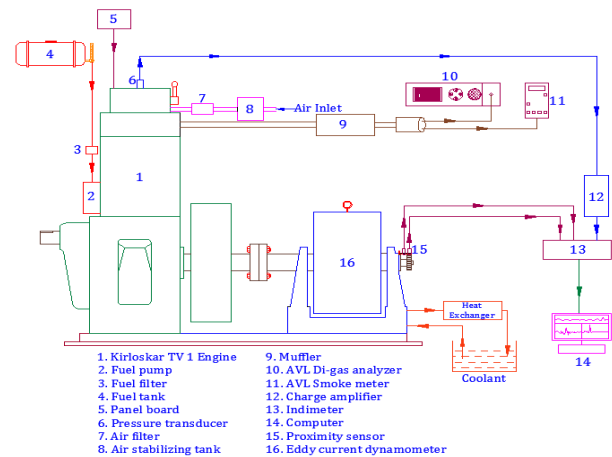 5
4
6
10
7
8
Air Inlet
9
11
3
1
2
12
15
13
16
Heat
Exchanger
14
Coolant
1. Kirloskar TV 1 Engine
2. Fuel pump
3. Fuel filter
4. Fuel tank
5. Panel board
6. Pressure transducer
7. Air filter
8. Air stabilizing tank
9. Muffler
10. AVL Di-gas analyzer
11. AVL Smoke meter
12. Charge amplifier
13. Indimeter
14. Computer
15. Proximity sensor
16. Eddy current dynamometer